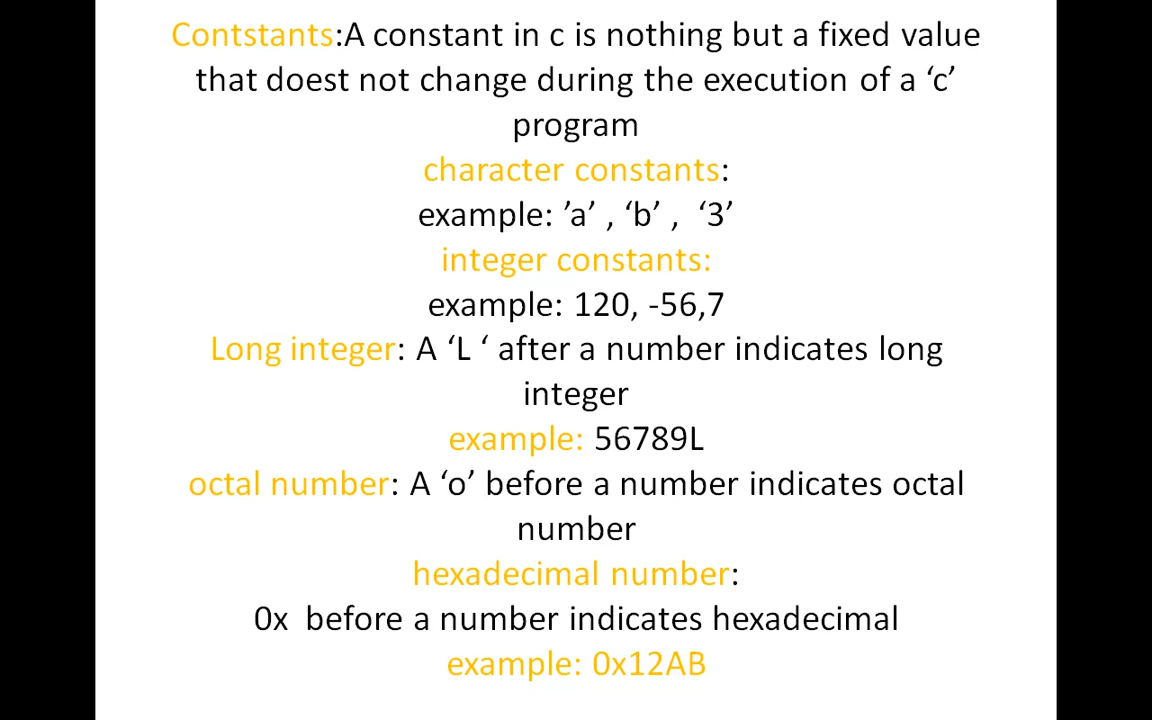 Contstants:A constant in c is nothing but a fixed value
that doest not change during the execution of a ‘c’
program
character constants:
example: ’a’ , ‘b’ ,  ‘3’
integer constants:
example: 120, -56,7
Long integer: A ‘L ‘ after a number indicates long
integer
example: 56789L
octal number: A ‘o’ before a number indicates octal
number
hexadecimal number:
0x  before a number indicates hexadecimal
example: 0x12AB